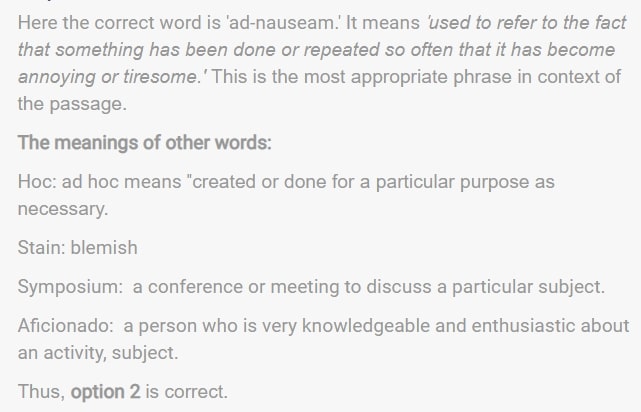 Here the correct word is 'ad-nauseam.' It means 'used to refer to the fact
that something has been done or repeated so often that it has become
annoying or tiresome.' This is the most appropriate phrase in context of
the passage.
The meanings of other words:
Hoc: ad hoc means "created or done for a particular purpose as
necessary.
Stain: blemish
Symposium:  a conference or meeting to discuss a particular subject.
Aficionado:  a person who is very knowledgeable and enthusiastic about
an activity, subject.
Thus, option 2 is correct.